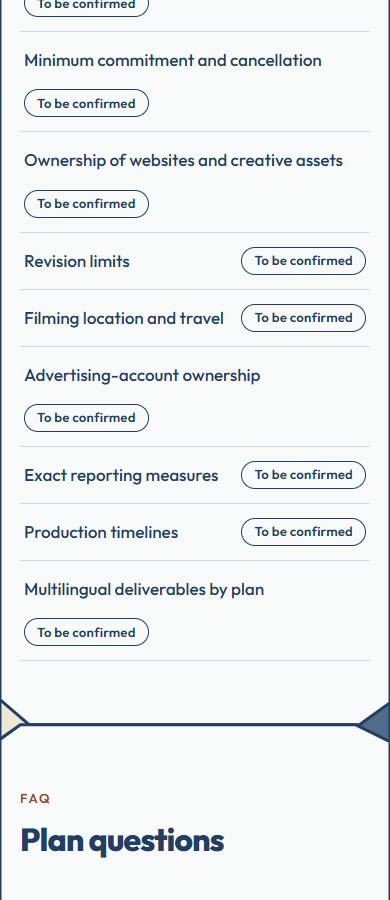 To be confirmed
Minimum commitment and cancellation
To be confirmed
Ownership of websites and creative assets
To be confirmed
Revision limits To be confirmed
Filming location and travel To be confirmed
Advertising-account ownership
To be confirmed
Exact reporting measures To be confirmed
Production timelines To be confirmed
Multilingual deliverables by plan
To be confirmed
FAQ
Plan questions